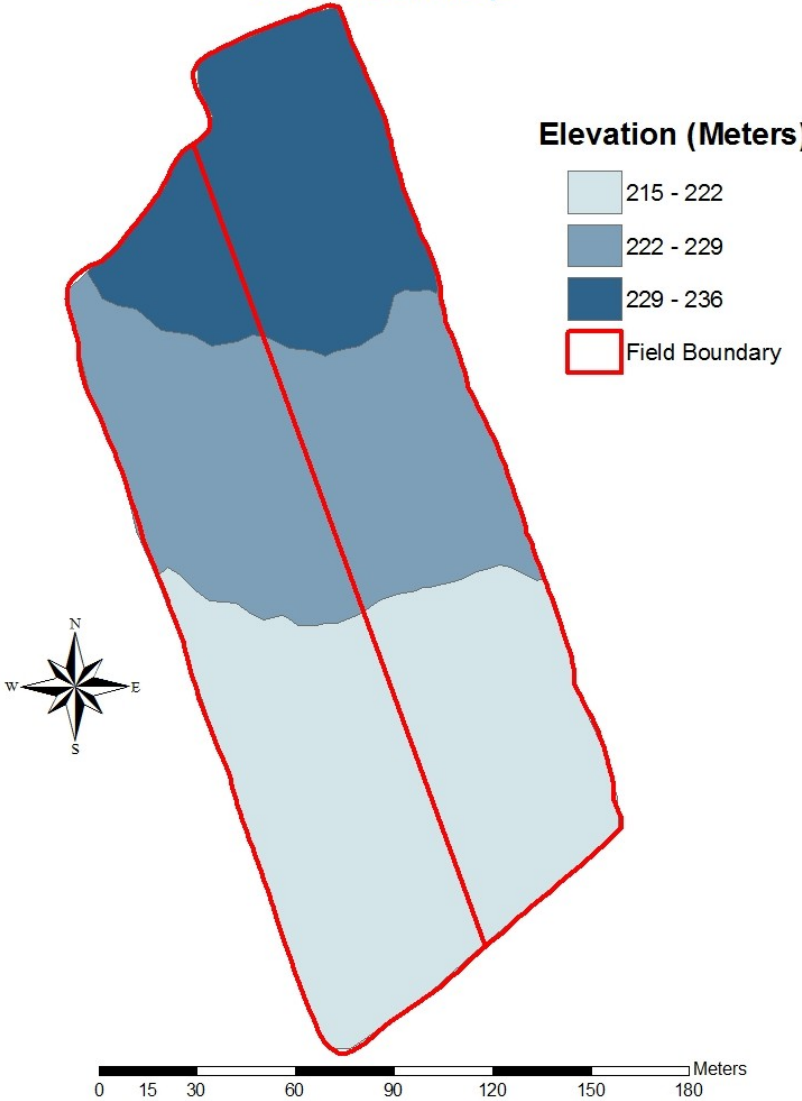 Elevation (Meters)
215 - 222
222 - 229
229 - 236
Field Boundary
N
W E
S
Meters
0 15 30 60 90 120 150 180